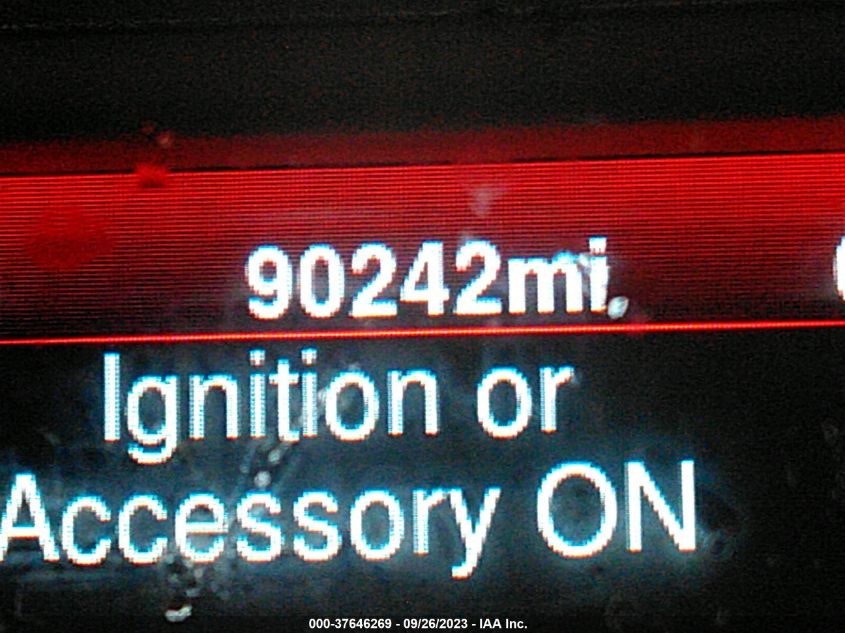 90242mi
Ignition or
Accessory ON
000-37646269 - 09/26/2023 - IAA Inc.